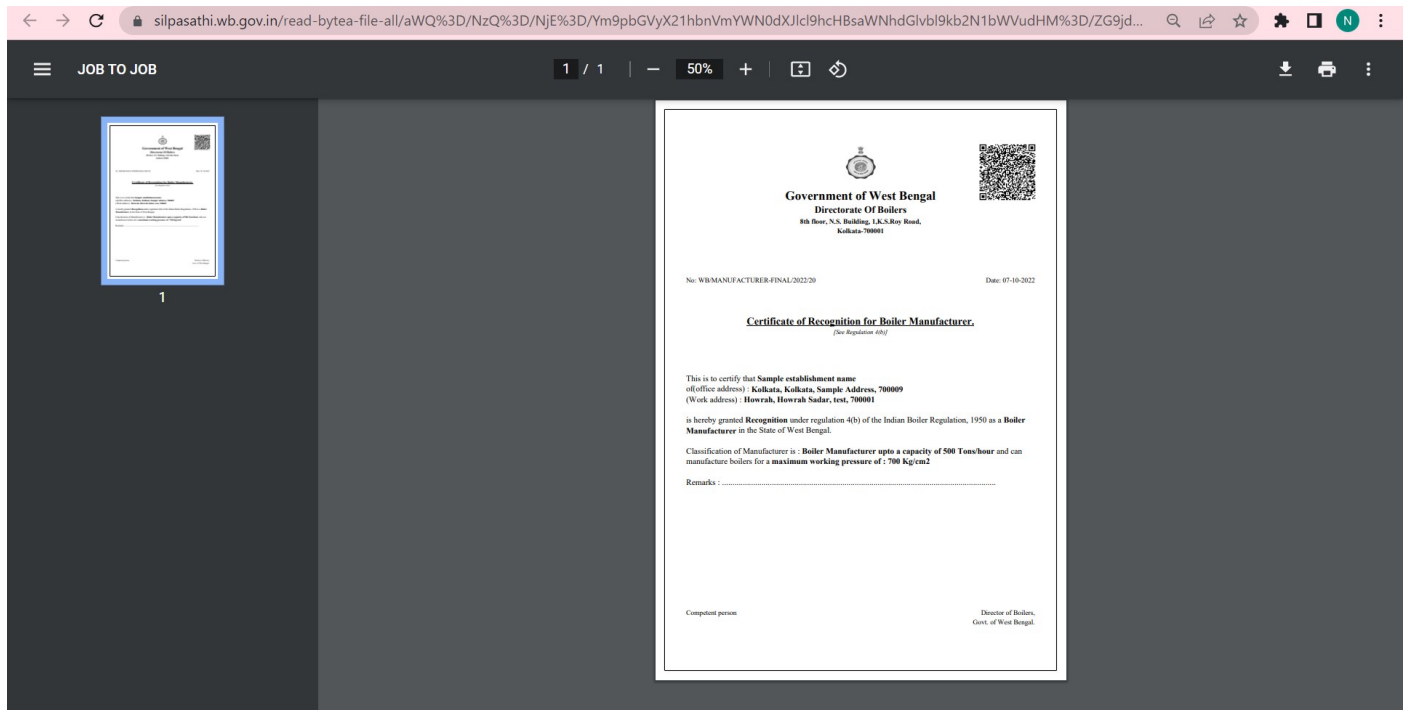 silpasathi.wb.gov.in/read-bytea-file-all/aWQ%3D/NzQ%3D/NjE%3D/Ym9pbGVyX21hbnVmYWN0dXJlcl9hcHBsaWNhdGlvbl9kb2N1bWVudHM%3D/ZG9jd...
N
JOB TO JOB
1 / 1
50%
1
Government of West Bengal
Directorate Of Boilers
8th floor, N.S. Building, 1,K.S.Roy Road,
Kolkata-700001
No: WB/MANUFACTURER-FINAL/2022/20 Date: 07-10-2022
Certificate of Recognition for Boiler Manufacturer.
[See Regulation 4(b)]
This is to certify that Sample establishment name
of(office address) : Kolkata, Kolkata, Sample Address, 700009
(Work address) : Howrah, Howrah Sadar, test, 700001
is hereby granted Recognition under regulation 4(b) of the Indian Boiler Regulation, 1950 as a Boiler
Manufacturer in the State of West Bengal.
Classification of Manufacturer is : Boiler Manufacturer upto a capacity of 500 Tons/hour and can
manufacture boilers for a maximum working pressure of : 700 Kg/cm2
Remarks : ..............................................................................................................
Competent person Director of Boilers,
Govt. of West Bengal.